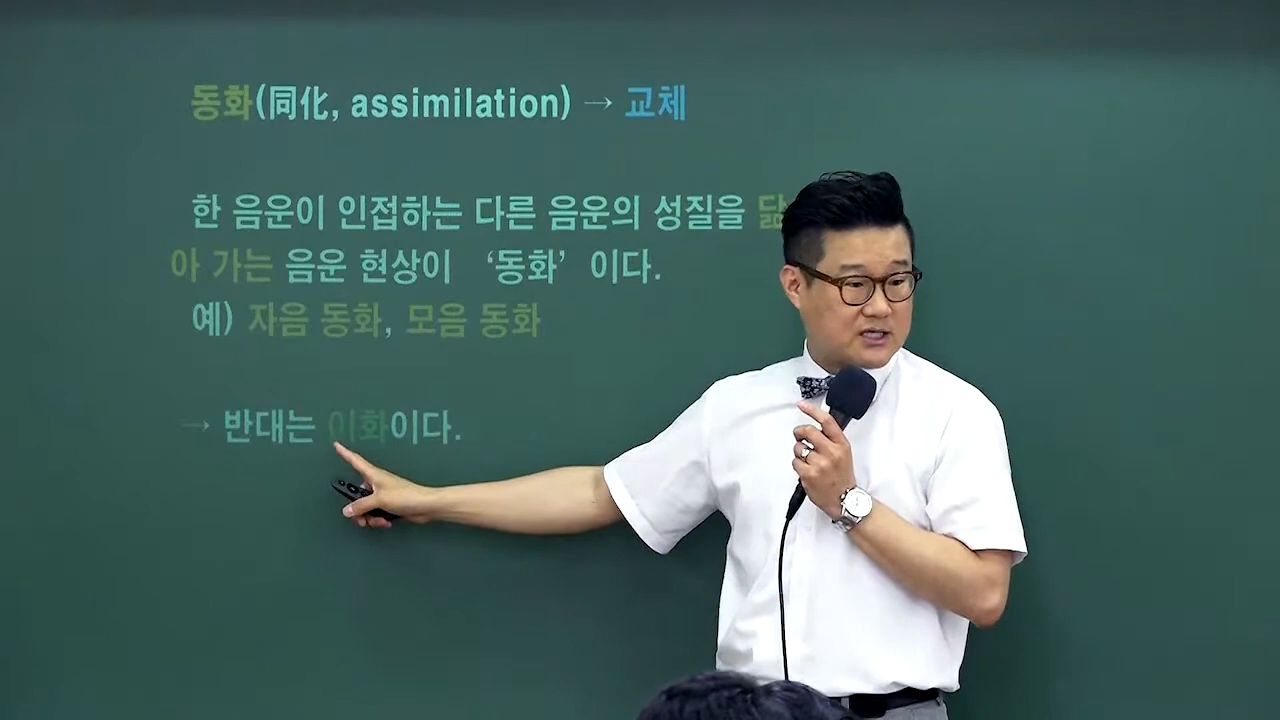 동화(同化, assimilation) → 교체
한 음운이 인접하는 다른 음운의 성질을 닮
아 가는 음운 현상이 ‘동화’ 이다.
예) 자음 동화, 모음 동화
→ 반대는 이화이다.